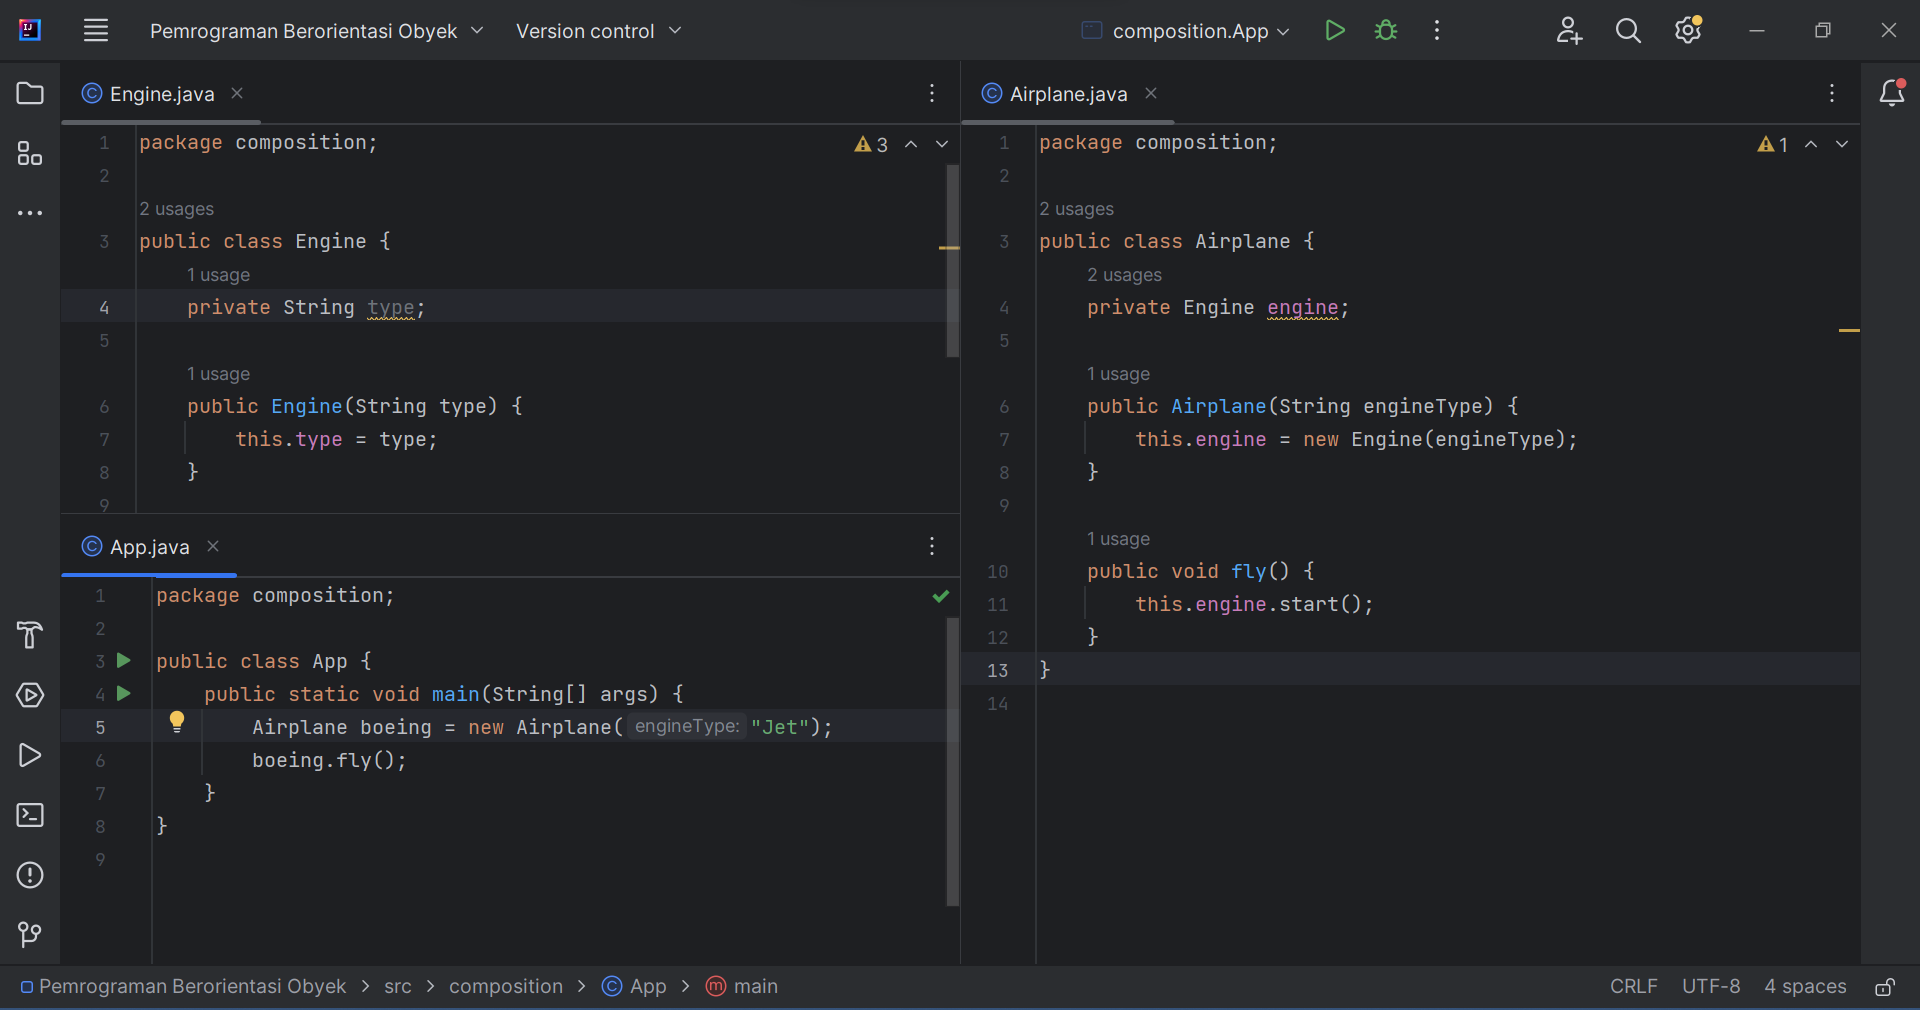 Pemrograman Berorientasi Obyek
Version control
composition.App
Engine.java
3
1 package composition;
2
2 usages
3 public class Engine {
1 usage
4 private String type;
5
1 usage
6 public Engine(String type) {
7 this.type = type;
8 }
9
App.java
1 package composition;
2
3 public class App {
4 public static void main(String[] args) {
5 Airplane boeing = new Airplane( engineType: "Jet");
6 boeing.fly();
7 }
8 }
9
Airplane.java
1
1 package composition;
2
2 usages
3 public class Airplane {
2 usages
4 private Engine engine;
5
1 usage
6 public Airplane(String engineType) {
7 this.engine = new Engine(engineType);
8 }
9
1 usage
10 public void fly() {
11 this.engine.start();
12 }
13 }
14
Pemrograman Berorientasi Obyek > src > composition > App > main
CRLF UTF-8 4 spaces